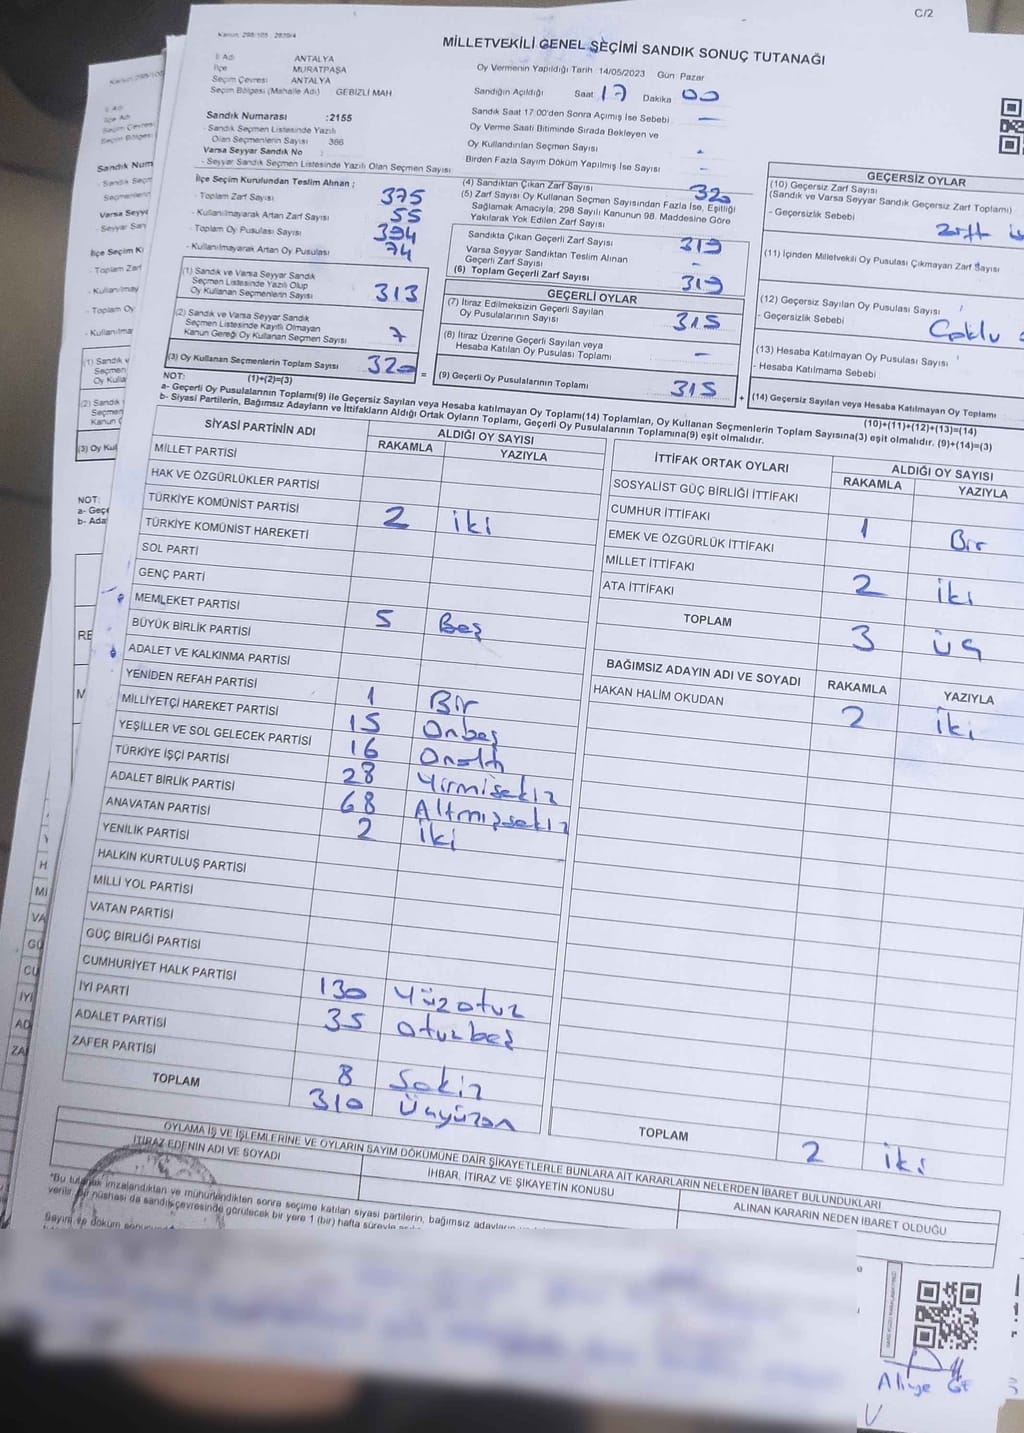 C/2
Kanun: 298/105 : 2839/4
MİLLETVEKİLİ GENEL SEÇİMİ SANDIK SONUÇ TUTANAĞI
İl Adı ANTALYA
İlçe MURATPAŞA
Seçim Çevresi ANTALYA
Seçim Bölgesi (Mahalle Adı) GEBİZLİ MAH
Oy Vermenin Yapıldığı Tarih 14/05/2023 Gün Pazar
Sandığın Açıldığı Saat 17 Dakika 00
Sandık Saat 17:00'den Sonra Açılmış İse Sebebi —
Oy Verme Saati Bitiminde Sırada Bekleyen ve
Oy Kullandırılan Seçmen Sayısı -
Birden Fazla Sayım Döküm Yapılmış İse Sayısı -
Sandık Numarası :2155
- Sandık Seçmen Listesinde Yazılı
Olan Seçmenlerin Sayısı 366
Varsa Seyyar Sandık No :
- Seyyar Sandık Seçmen Listesinde Yazılı Olan Seçmen Sayısı
İlçe Seçim Kurulundan Teslim Alınan ;
- Toplam Zarf Sayısı 375
- Kullanılmayarak Artan Zarf Sayısı 55
- Toplam Oy Pusulası Sayısı 394
- Kullanılmayarak Artan Oy Pusulası 74
(1) Sandık ve Varsa Seyyar Sandık
Seçmen Listesinde Yazılı Olup
Oy Kullanan Seçmenlerin Sayısı 313
(2) Sandık ve Varsa Seyyar Sandık
Seçmen Listesinde Kayıtlı Olmayan
Kanun Gereği Oy Kullanan Seçmen Sayısı 7
(3) Oy Kullanan Seçmenlerin Toplam Sayısı 320 =
(1)+(2)=(3)
(4) Sandıktan Çıkan Zarf Sayısı 320
(5) Zarf Sayısı Oy Kullanan Seçmen Sayısından Fazla İse, Eşitliği
Sağlamak Amacıyla, 298 Sayılı Kanunun 98. Maddesine Göre
Yakılarak Yok Edilen Zarf Sayısı -
Sandıkta Çıkan Geçerli Zarf Sayısı 319
Varsa Seyyar Sandıktan Teslim Alınan
Geçerli Zarf Sayısı -
(6) Toplam Geçerli Zarf Sayısı 319
GEÇERLİ OYLAR
(7) İtiraz Edilmeksizin Geçerli Sayılan
Oy Pusulalarının Sayısı 315
(8) İtiraz Üzerine Geçerli Sayılan veya
Hesaba Katılan Oy Pusulası Toplamı —
(9) Geçerli Oy Pusulalarının Toplamı 315 +
GEÇERSİZ OYLAR
(10) Geçersiz Zarf Sayısı
(Sandık ve Varsa Seyyar Sandık Geçersiz Zarf Toplamı)
- Geçersizlik Sebebi
(11) İçinden Milletvekili Oy Pusulası Çıkmayan Zarf Sayısı
(12) Geçersiz Sayılan Oy Pusulası Sayısı
- Geçersizlik Sebebi Çoklu
(13) Hesaba Katılmayan Oy Pusulası Sayısı
- Hesaba Katılmama Sebebi
(14) Geçersiz Sayılan veya Hesaba Katılmayan Oy Toplamı
(10)+(11)+(12)+(13)=(14)
NOT:
a- Geçerli Oy Pusulalarının Toplamı(9) ile Geçersiz Sayılan veya Hesaba katılmayan Oy Toplamı(14) Toplamları, Oy Kullanan Seçmenlerin Toplam Sayısına(3) eşit olmalıdır. (9)+(14)=(3)
b- Siyasi Partilerin, Bağımsız Adayların ve İttifakların Aldığı Ortak Oyların Toplamı, Geçerli Oy Pusulalarının Toplamına(9) eşit olmalıdır.
SİYASİ PARTİNİN ADI ALDIĞI OY SAYISI
RAKAMLA YAZIYLA
MİLLET PARTİSİ
HAK VE ÖZGÜRLÜKLER PARTİSİ
TÜRKİYE KOMÜNİST PARTİSİ 2 iki
TÜRKİYE KOMÜNİST HAREKETİ
SOL PARTİ
GENÇ PARTİ
MEMLEKET PARTİSİ 5 Beş
BÜYÜK BİRLİK PARTİSİ
ADALET VE KALKINMA PARTİSİ
YENİDEN REFAH PARTİSİ 1 Bir
MİLLİYETÇİ HAREKET PARTİSİ 15 Onbeş
YEŞİLLER VE SOL GELECEK PARTİSİ 16 Onaltı
TÜRKİYE İŞÇİ PARTİSİ 28 Yirmisekiz
ADALET BİRLİK PARTİSİ 68 Altmışsekiz
ANAVATAN PARTİSİ 2 iki
YENİLİK PARTİSİ
HALKIN KURTULUŞ PARTİSİ
MİLLİ YOL PARTİSİ
VATAN PARTİSİ
GÜÇ BİRLİĞİ PARTİSİ
CUMHURİYET HALK PARTİSİ 130 Yüzotuz
İYİ PARTİ 35 otuzbeş
ADALET PARTİSİ
ZAFER PARTİSİ 8 Sekiz
TOPLAM 310 Üçyüzon
İTTİFAK ORTAK OYLARI ALDIĞI OY SAYISI
RAKAMLA YAZIYLA
SOSYALİST GÜÇ BİRLİĞİ İTTİFAKI
CUMHUR İTTİFAKI 1 Bir
EMEK VE ÖZGÜRLÜK İTTİFAKI
MİLLET İTTİFAKI 2 iki
ATA İTTİFAKI
TOPLAM 3 üç
BAĞIMSIZ ADAYIN ADI VE SOYADI RAKAMLA YAZIYLA
HAKAN HALİM OKUDAN 2 iki
TOPLAM 2 iki
OYLAMA İŞ VE İŞLEMLERİNE VE OYLARIN SAYIM DÖKÜMÜNE DAİR ŞİKAYETLERLE BUNLARA AİT KARARLARIN NELERDEN İBARET BULUNDUKLARI
İTİRAZ EDENİN ADI VE SOYADI İHBAR, İTİRAZ VE ŞİKAYETİN KONUSU ALINAN KARARIN NEDEN İBARET OLDUĞU
"Bu tutanak imzalandıktan ve mühürlendikten sonra seçime katılan siyasi partilerin, bağımsız adayların
verilir. Bir nüshası da sandık çevresinde görülecek bir yere 1 (bir) hafta süreyle
Sayım ve döküm
Aliye